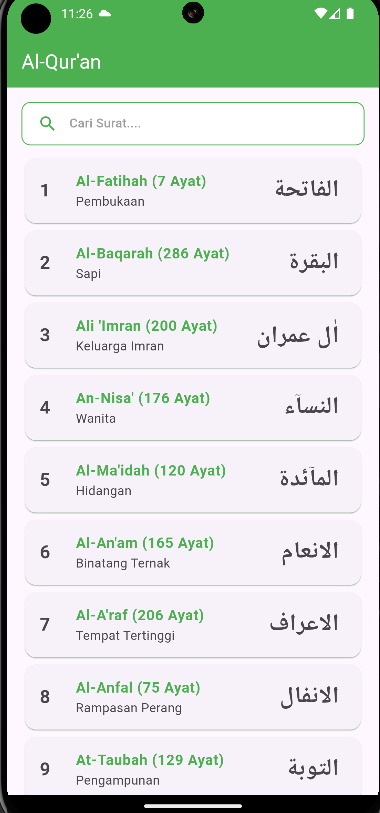 11:26
Al-Qur'an
Cari Surat....
1
Al-Fatihah (7 Ayat)
Pembukaan
الفاتحة
2
Al-Baqarah (286 Ayat)
Sapi
البقرة
3
Ali 'Imran (200 Ayat)
Keluarga Imran
اٰل عمران
4
An-Nisa' (176 Ayat)
Wanita
النساۤء
5
Al-Ma'idah (120 Ayat)
Hidangan
الماۤئدة
6
Al-An'am (165 Ayat)
Binatang Ternak
الانعام
7
Al-A'raf (206 Ayat)
Tempat Tertinggi
الاعراف
8
Al-Anfal (75 Ayat)
Rampasan Perang
الانفال
9
At-Taubah (129 Ayat)
Pengampunan
التوبة